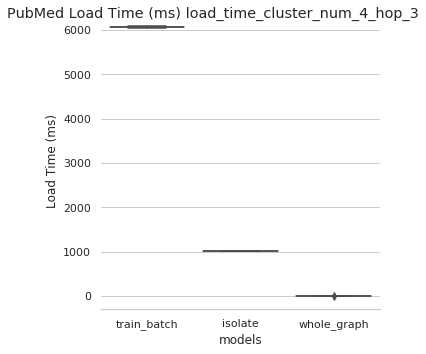 PubMed Load Time (ms) load_time_cluster_num_4_hop_3
6000
5000
4000
3000
2000
1000
0
Load Time (ms)
train_batch isolate whole_graph
models